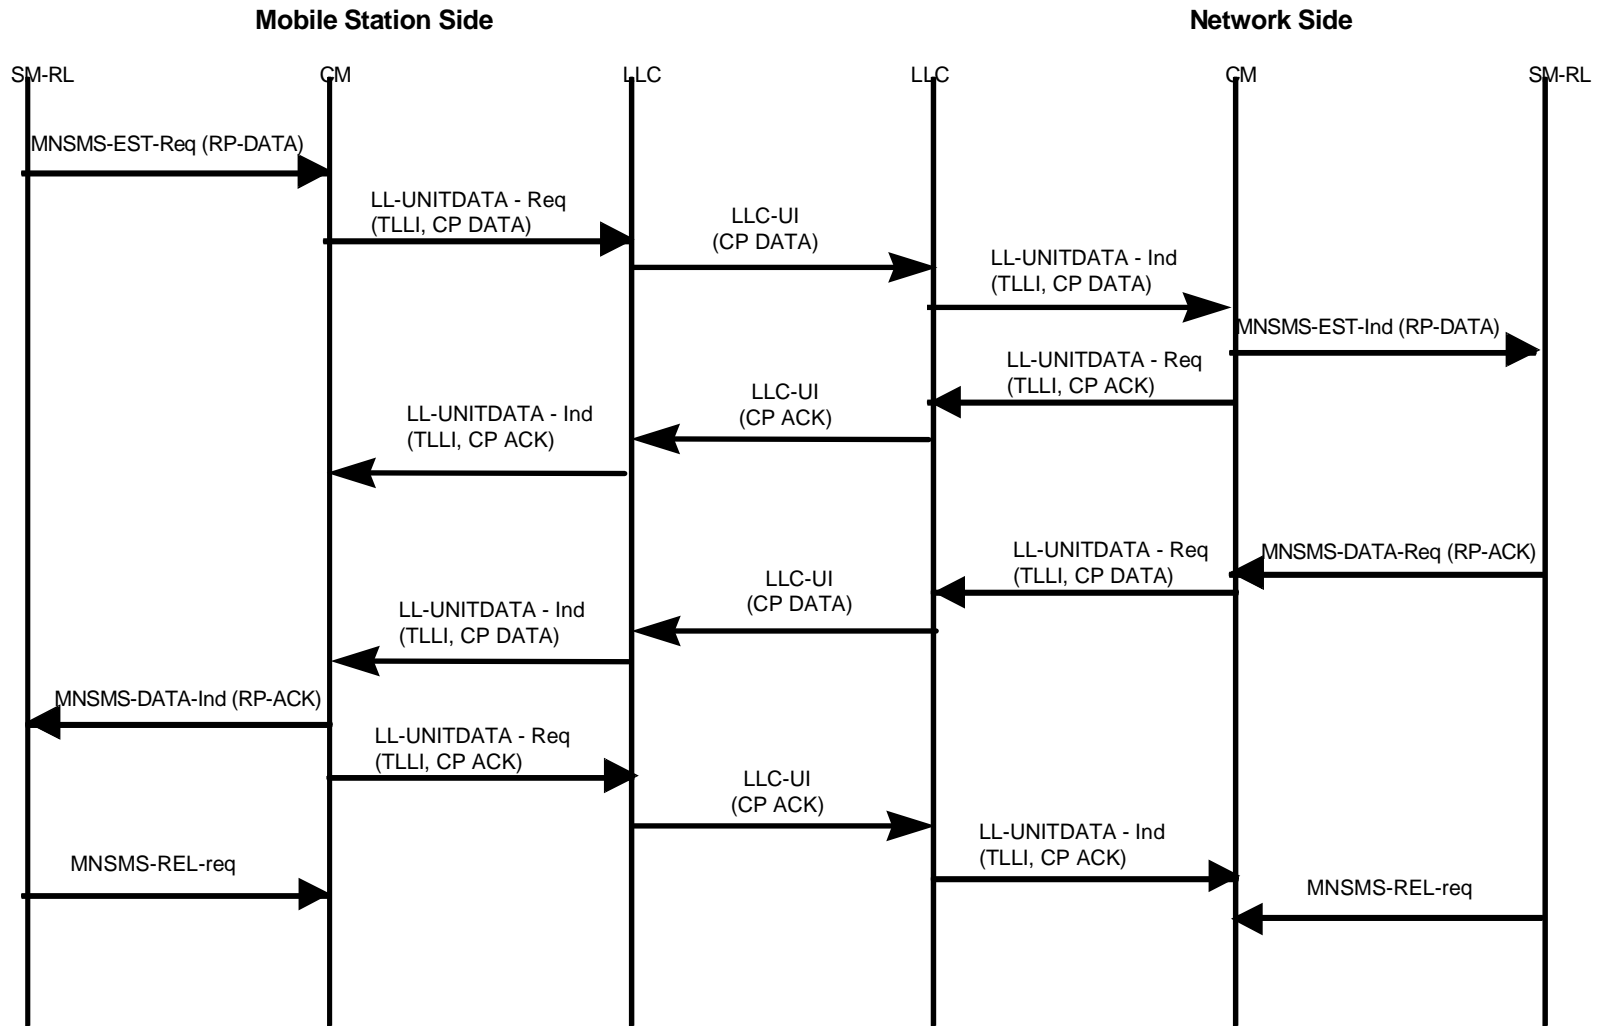 Mobile Station Side
Network Side
SM-RL
CM
LLC
LLC
CM
SM-RL
MNSMS-EST-Req (RP-DATA)
LL-UNITDATA - Req
(TLLI, CP DATA)
LLC-UI
(CP DATA)
LL-UNITDATA - Ind
(TLLI, CP DATA)
MNSMS-EST-Ind (RP-DATA)
LL-UNITDATA - Req
(TLLI, CP ACK)
LLC-UI
(CP ACK)
LL-UNITDATA - Ind
(TLLI, CP ACK)
MNSMS-DATA-Req (RP-ACK)
LL-UNITDATA - Req
(TLLI, CP DATA)
LLC-UI
(CP DATA)
LL-UNITDATA - Ind
(TLLI, CP DATA)
MNSMS-DATA-Ind (RP-ACK)
LL-UNITDATA - Req
(TLLI, CP ACK)
LLC-UI
(CP ACK)
LL-UNITDATA - Ind
(TLLI, CP ACK)
MNSMS-REL-req
MNSMS-REL-req